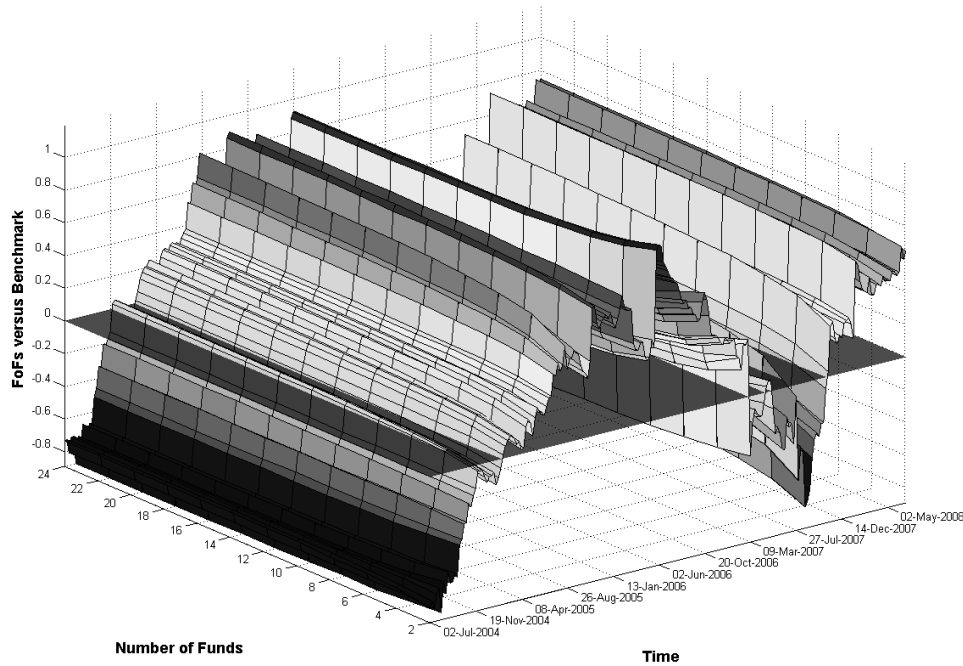 1
0.8
0.6
0.4
0.2
0
-0.2
-0.4
-0.6
-0.8
FoFs versus Benchmark
24
22
20
18
16
14
12
10
8
6
4
2
Number of Funds
02-Jul-2004
19-Nov-2004
08-Apr-2005
26-Aug-2005
13-Jan-2006
02-Jun-2006
20-Oct-2006
09-Mar-2007
27-Jul-2007
14-Dec-2007
02-May-2008
Time